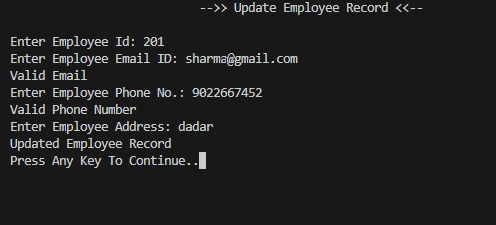 -->> Update Employee Record <<--
Enter Employee Id: 201
Enter Employee Email ID: sharma@gmail.com
Valid Email
Enter Employee Phone No.: 9022667452
Valid Phone Number
Enter Employee Address: dadar
Updated Employee Record
Press Any Key To Continue..